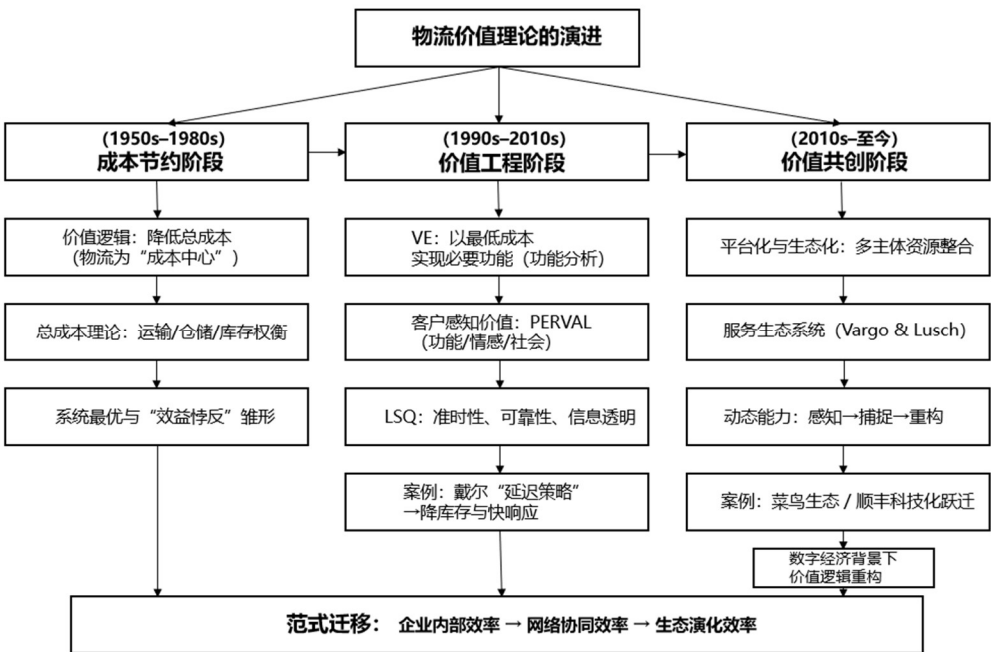 物流价值理论的演进
(1950s–1980s)
成本节约阶段
(1990s–2010s)
价值工程阶段
(2010s–至今)
价值共创阶段
价值逻辑：降低总成本
（物流为“成本中心”）
总成本理论：运输/仓储/库存权衡
系统最优与“效益悖反”雏形
VE：以最低成本
实现必要功能（功能分析）
客户感知价值：PERVAL
（功能/情感/社会）
LSQ：准时性、可靠性、信息透明
案例：戴尔“延迟策略”
→降库存与快响应
平台化与生态化：多主体资源整合
服务生态系统（Vargo & Lusch）
动态能力：感知→捕捉→重构
案例：菜鸟生态 / 顺丰科技化跃迁
数字经济背景下
价值逻辑重构
范式迁移： 企业内部效率 → 网络协同效率 → 生态演化效率